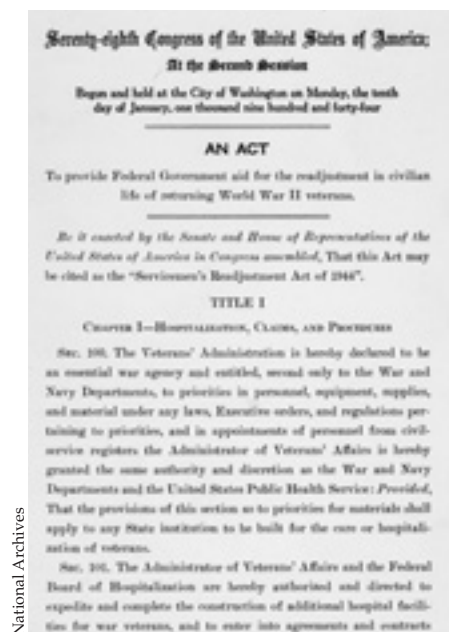 Seventy-eighth Congress of the United States of America;
At the Second Session
Begun and held at the City of Washington on Monday, the tenth
day of January, one thousand nine hundred and forty-four
AN ACT
To provide Federal Government aid for the readjustment in civilian
life of returning World War II veterans.
Be it enacted by the Senate and House of Representatives of the
United States of America in Congress assembled, That this Act may
be cited as the "Servicemen's Readjustment Act of 1944".
TITLE I
CHAPTER I—HOSPITALIZATION, CLAIMS, AND PROCEDURES
SEC. 100. The Veterans' Administration is hereby declared to be
an essential war agency and entitled, second only to the War and
Navy Departments, to priorities in personnel, equipment, supplies,
and material under any laws, Executive orders, and regulations per-
taining to priorities, and in appointments of personnel from civil-
service registers the Administrator of Veterans' Affairs is hereby
granted the same authority and discretion as the War and Navy
Departments and the United States Public Health Service: Provided,
That the provisions of this section as to priorities for materials shall
apply to any State institution to be built for the care or hospitali-
zation of veterans.
SEC. 101. The Administrator of Veterans' Affairs and the Federal
Board of Hospitalization are hereby authorized and directed to
expedite and complete the construction of additional hospital facili-
ties for war veterans, and to enter into agreements and contracts
National Archives